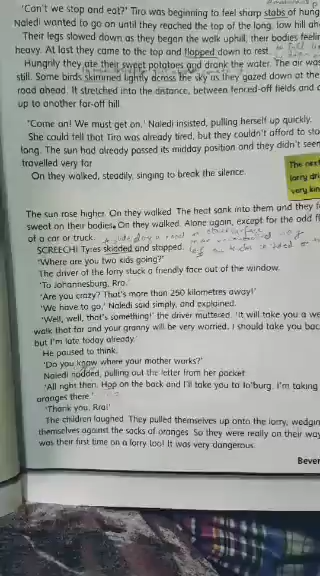 'Can't we stop and eat?' Tiro was beginning to feel sharp stabs of hung
Naledi wanted to go on until they reached the top of the long, low hill ahe
Their legs slowed down as they began the walk uphill, their bodies feelin
heavy. At last they came to the top and flopped down to rest.
Hungrily they ate their sweet potatoes and drank the water. The air was
still. Some birds skimmed lightly across the sky as they gazed down at the
road ahead. It stretched into the distance, between fenced-off fields and d
up to another far-off hill.
'Come on! We must get on,' Naledi insisted, pulling herself up quickly.
She could tell that Tiro was already tired, but they couldn't afford to sto
long. The sun had already passed its midday position and they didn't seem
travelled very far.
On they walked, steadily, singing to break the silence.
The next
lorry dri
very kin
The sun rose higher. On they walked. The heat sank into them and they f
sweat on their bodies. On they walked. Alone again, except for the odd fl
of a car or truck.
SCREECH! Tyres skidded and stopped.
'Where are you two kids going?'
The driver of the lorry stuck a friendly face out of the window.
'To Johannesburg, Rra.'
'Are you crazy? That's more than 250 kilometres away!'
'We have to go,' Naledi said simply, and explained.
'Well, well, that's something!' the driver muttered. 'It will take you a we
walk that far and your granny will be very worried. I should take you bac
but I'm late today already.'
He paused to think.
'Do you know where your mother works?'
Naledi nodded, pulling out the letter from her pocket.
'All right then. Hop on the back and I'll take you to Jo'burg. I'm taking
oranges there.'
'Thank you, Rra!'
The children laughed. They pulled themselves up onto the lorry, wedgin
themselves against the sacks of oranges. So they were really on their way
was their first time on a lorry too! It was very dangerous.
Bever